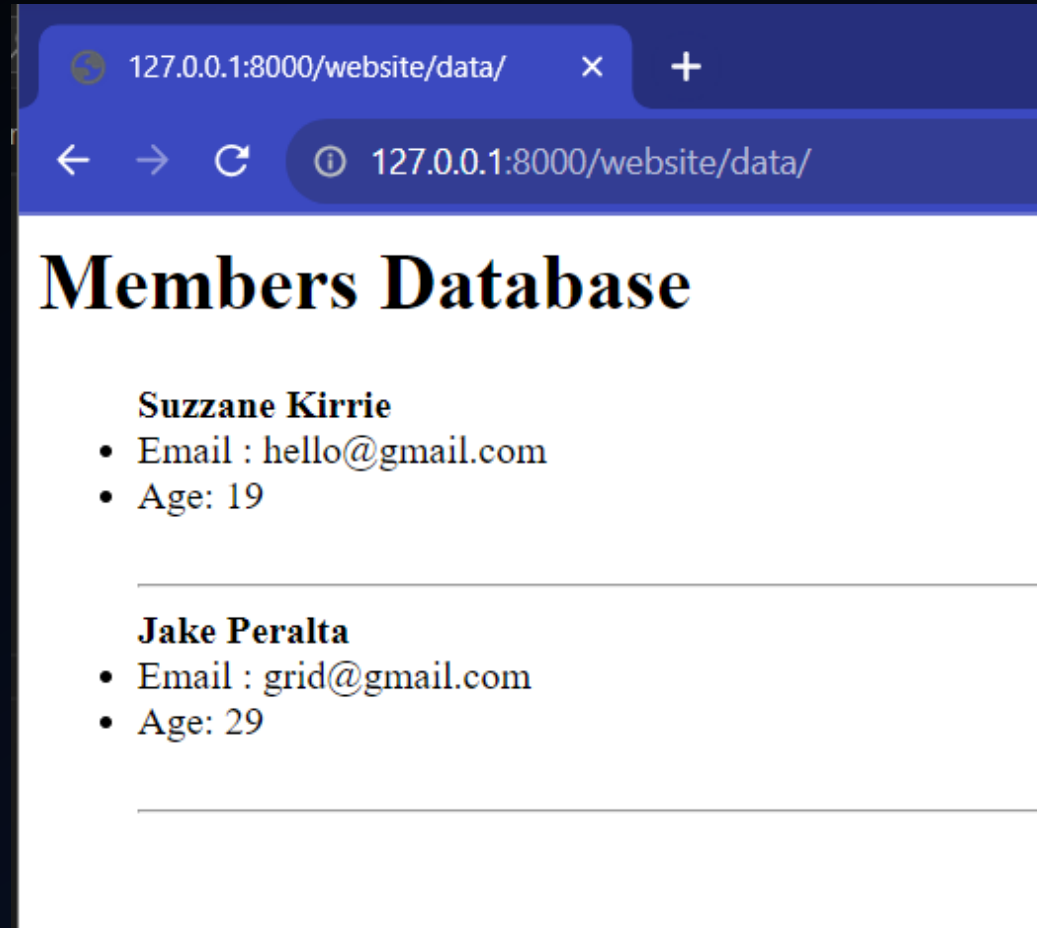 127.0.0.1:8000/website/data/
127.0.0.1:8000/website/data/
Members Database
Suzzane Kirrie
Email : hello@gmail.com
Age: 19
Jake Peralta
Email : grid@gmail.com
Age: 29